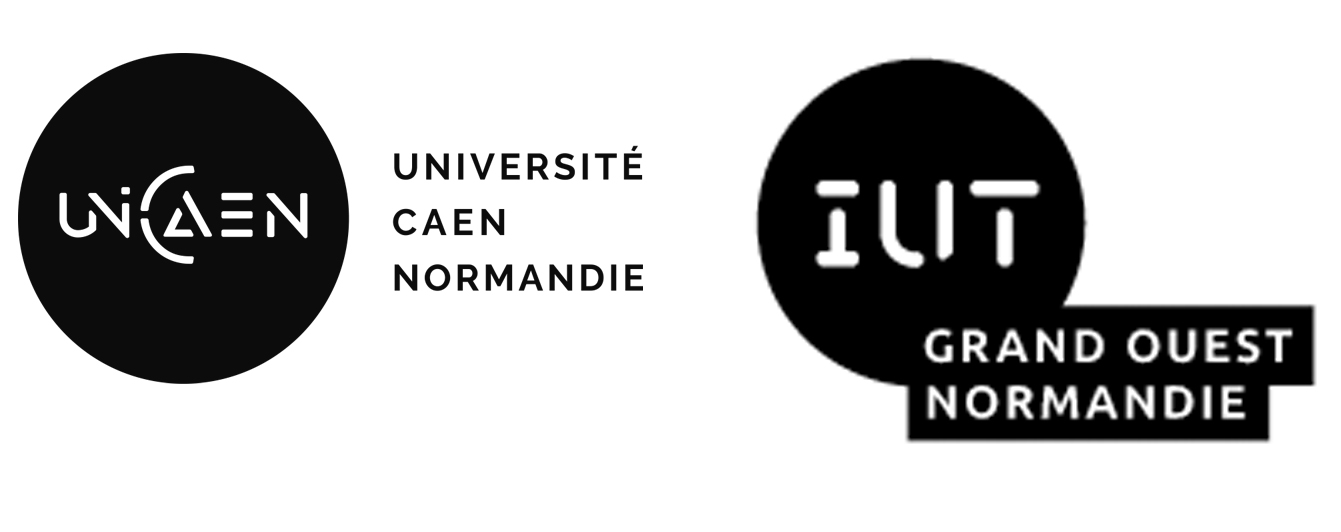 UNICAEN
UNIVERSITÉ
CAEN
NORMANDIE
IUT
GRAND OUEST
NORMANDIE